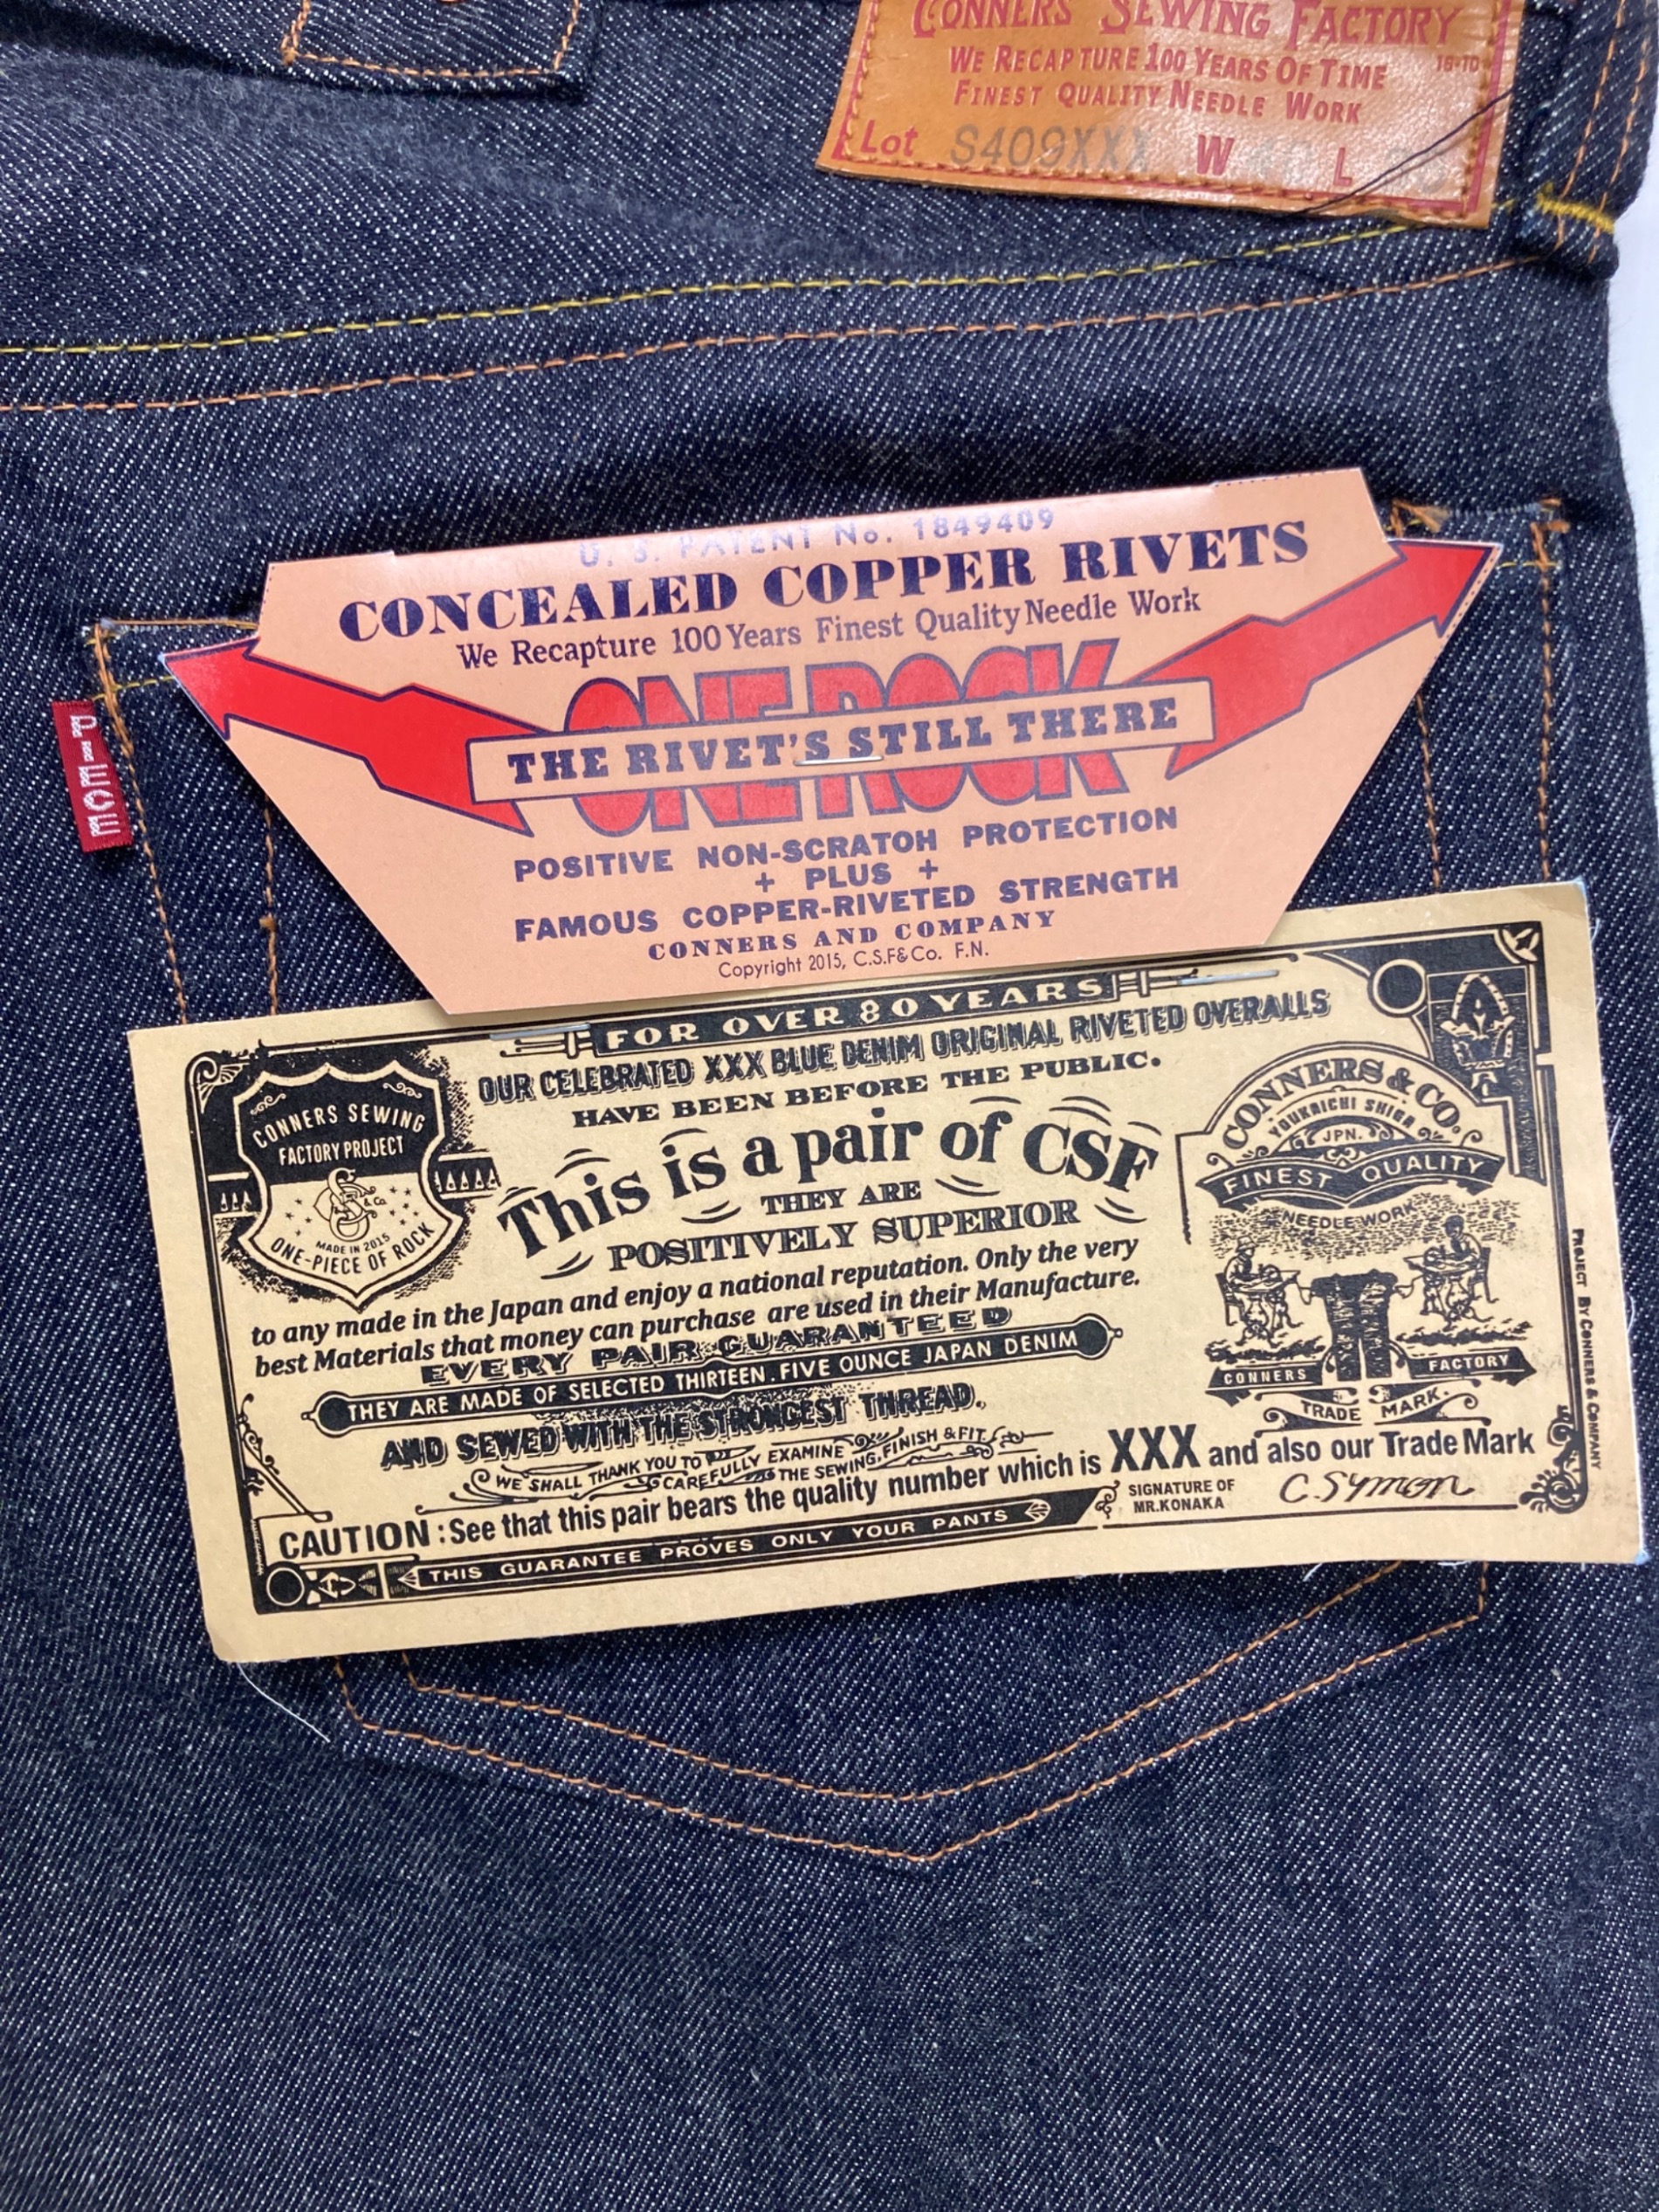 CONNERS SEWING FACTORY
WE RECAPTURE 100 YEARS OF TIME
FINEST QUALITY NEEDLE WORK
Lot S409XXX W L
PIECE
U. S. PATENT No. 1849409
CONCEALED COPPER RIVETS
We Recapture 100 Years Finest Quality Needle Work
ONE ROCK
THE RIVET'S STILL THERE
POSITIVE NON-SCRATOH PROTECTION
+ PLUS +
FAMOUS COPPER-RIVETED STRENGTH
CONNERS AND COMPANY
Copyright 2015, C.S.F&Co. F.N.
FOR OVER 80 YEARS
OUR CELEBRATED XXX BLUE DENIM ORIGINAL RIVETED OVERALLS
HAVE BEEN BEFORE THE PUBLIC.
This is a pair of CSF
THEY ARE
POSITIVELY SUPERIOR
to any made in the Japan and enjoy a national reputation. Only the very
best Materials that money can purchase are used in their Manufacture.
EVERY PAIR GUARANTEED
THEY ARE MADE OF SELECTED THIRTEEN.FIVE OUNCE JAPAN DENIM
AND SEWED WITH THE STRONGEST THREAD.
WE SHALL THANK YOU TO CAREFULLY EXAMINE THE SEWING, FINISH & FIT.
CAUTION : See that this pair bears the quality number which is XXX and also our Trade Mark
THIS GUARANTEE PROVES ONLY YOUR PANTS
SIGNATURE OF
MR.KONAKA
C.Symon
CONNERS SEWING
FACTORY PROJECT
& Co.
MADE IN 2015
ONE-PIECE OF ROCK
CONNERS & CO.
YOUKAICHI SHIGA
JPN.
FINEST QUALITY
NEEDLE WORK
CONNERS FACTORY
TRADE MARK.
PROJECT BY CONNERS & COMPANY